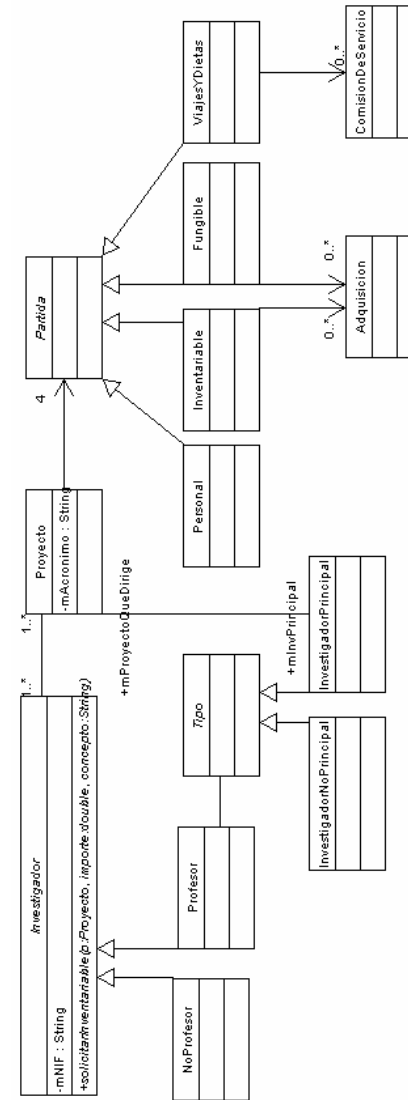 Investigador
-mNIF : String
+solicitarInventariable(p:Proyecto, importe:double, concepto:String)
1..*
1..*
Proyecto
-mAcronimo : String
4
Partida
+mProyectoQueDirige
NoProfesor
Profesor
Tipo
+mInvPrincipal
InvestigadorNoPrincipal
InvestigadorPrincipal
Personal
Inventariable
Fungible
ViajesYDietas
0..*
0..*
0..*
Adquisicion
ComisionDeServicio